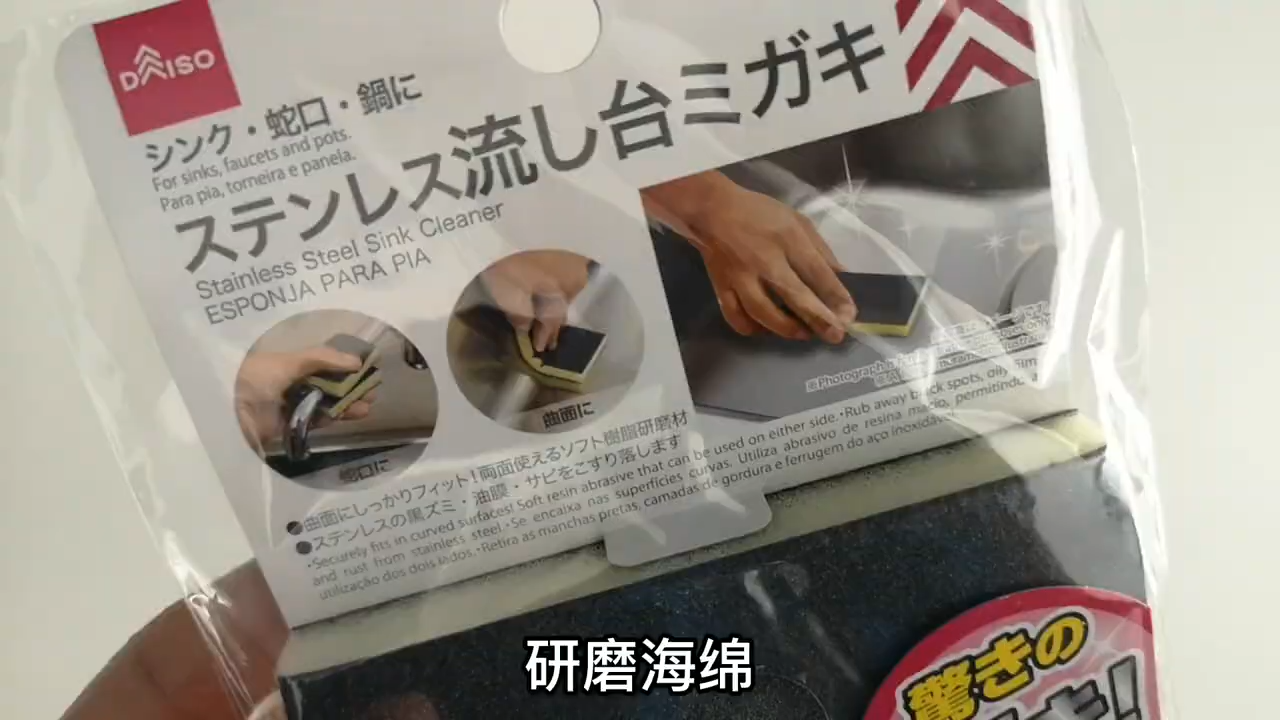 DAISO
シンク・蛇口・鍋に
For sinks, faucets and pots.
Para pia, torneira e panela.
ステンレス流し台ミガキ
Stainless Steel Sink Cleaner
ESPONJA PARA PIA
蛇口に
曲面に
●曲面にしっかりフィット!両面使えるソフト樹脂研磨材
●ステンレスの黒ズミ・油膜・サビをこすり落します
・Securely fits in curved surfaces! Soft resin abrasive that can be used on either side.・Rub away black spots, oily film
and rust from stainless steel.・Se encaixa nas superfícies curvas. Utiliza abrasivo de resina macio, permitindo a
utilização dos dois lados.・Retira as manchas pretas, camadas de gordura e ferrugem do aço inoxidável.
驚きの
研磨海绵